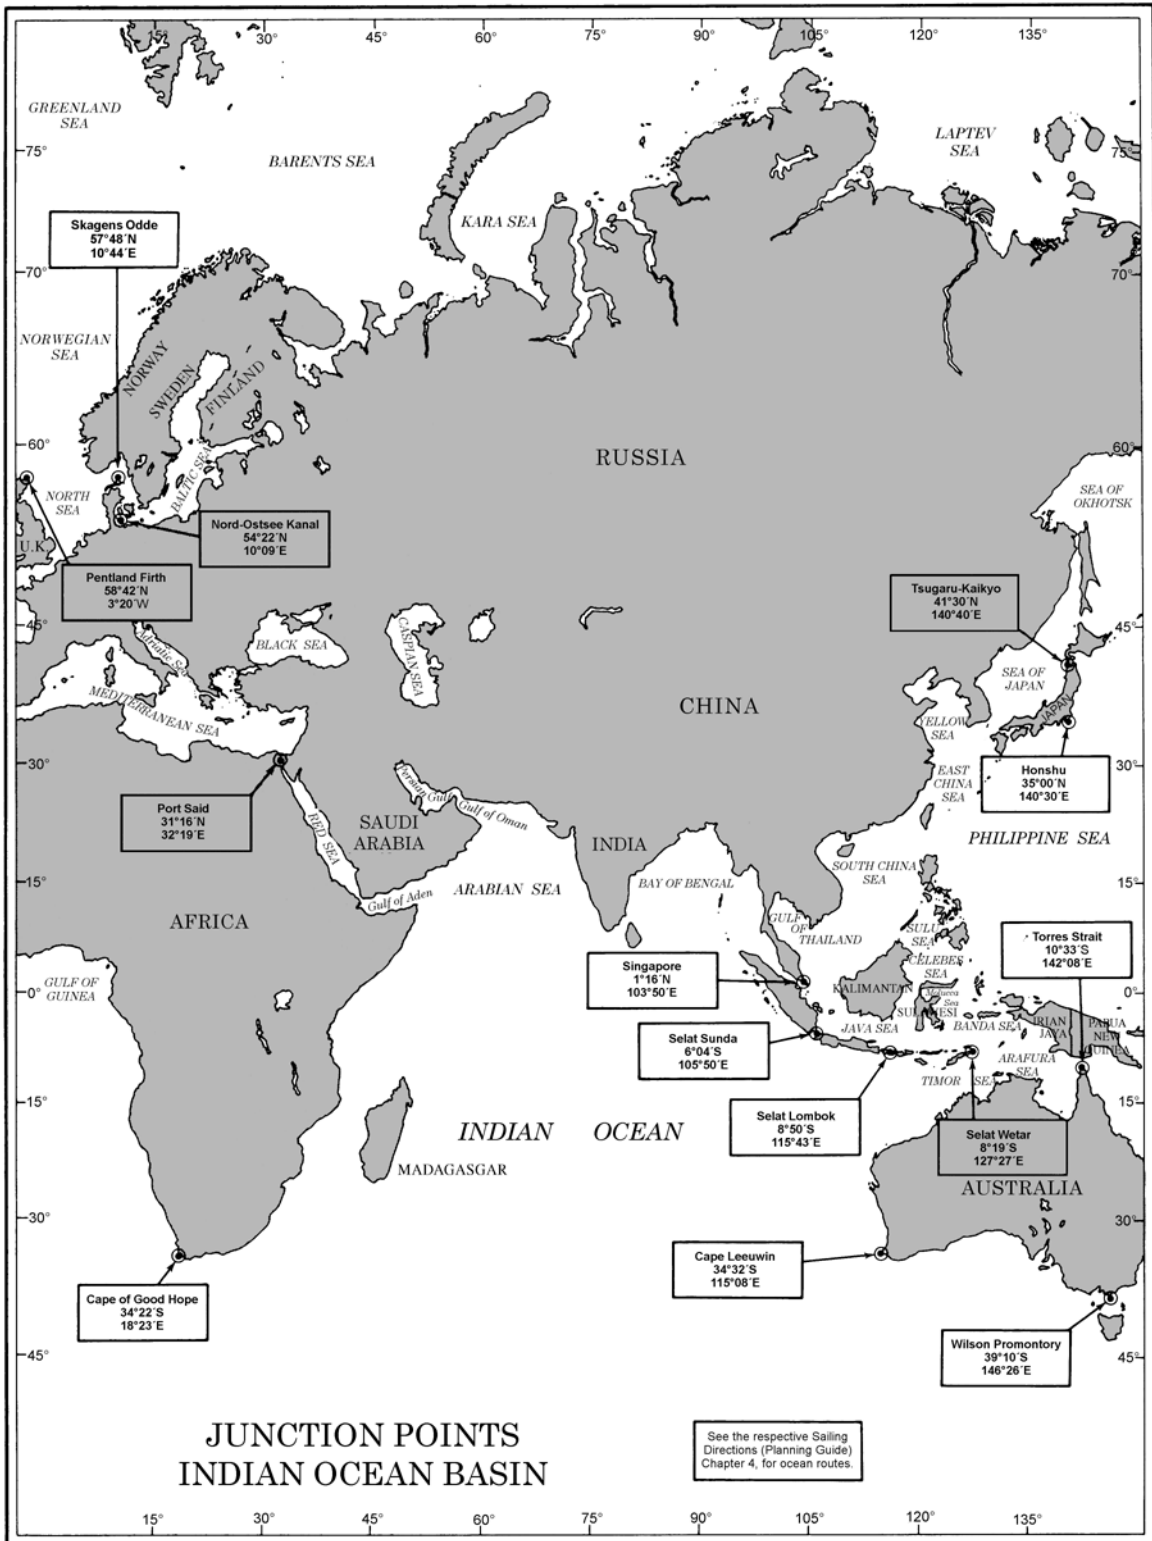 15°
30°
45°
60°
75°
90°
105
120°
135°
GREENLAND
SEA
LAPTEV
SEA
75°
75°
BARENTS SEA
KARA SEA
Skagens Odde
57°48´N
10°44´E
70°
70°
NORWEGIAN
SEA
NORWAY
SWEDEN
FINLAND
60°
60°
RUSSIA
BALTIC SEA
NORTH
SEA
SEA OF
OKHOTSK
Nord-Ostsee Kanal
54°22´N
10°09´E
U.K.
Pentland Firth
58°42´N
3°20´W
Tsugaru-Kaikyo
41°30´N
140°40´E
45°
45°
Adriatic Sea
BLACK SEA
CASPIAN SEA
SEA OF
JAPAN
JAPAN
MEDITERRANEAN SEA
CHINA
YELLOW
SEA
30°
30°
EAST
CHINA
SEA
Honshu
35°00´N
140°30´E
Persian Gulf
Gulf of Oman
Port Said
31°16´N
32°19´E
RED SEA
SAUDI
ARABIA
INDIA
PHILIPPINE SEA
SOUTH CHINA
SEA
15°
15°
BAY OF BENGAL
ARABIAN SEA
Gulf of Aden
AFRICA
GULF
OF
THAILAND
SULU
SEA
Torres Strait
10°33´S
142°08´E
CELEBES
SEA
Singapore
1°16´N
103°50´E
GULF OF
GUINEA
0°
0°
KALIMANTAN
Molucca
Sea
SULAWESI
JAVA SEA
BANDA SEA
IRIAN
JAYA
PAPUA
NEW
GUINEA
Selat Sunda
6°04´S
105°50´E
ARAFURA
SEA
TIMOR SEA
15°
15°
Selat Lombok
8°50´S
115°43´E
Selat Wetar
8°19´S
127°27´E
INDIAN OCEAN
MADAGASGAR
AUSTRALIA
30°
30°
Cape Leeuwin
34°32´S
115°08´E
Cape of Good Hope
34°22´S
18°23´E
Wilson Promontory
39°10´S
146°26´E
45°
45°
JUNCTION POINTS
INDIAN OCEAN BASIN
See the respective Sailing
Directions (Planning Guide)
Chapter 4, for ocean routes.
15°
30°
45°
60°
75°
90°
105°
120°
135°